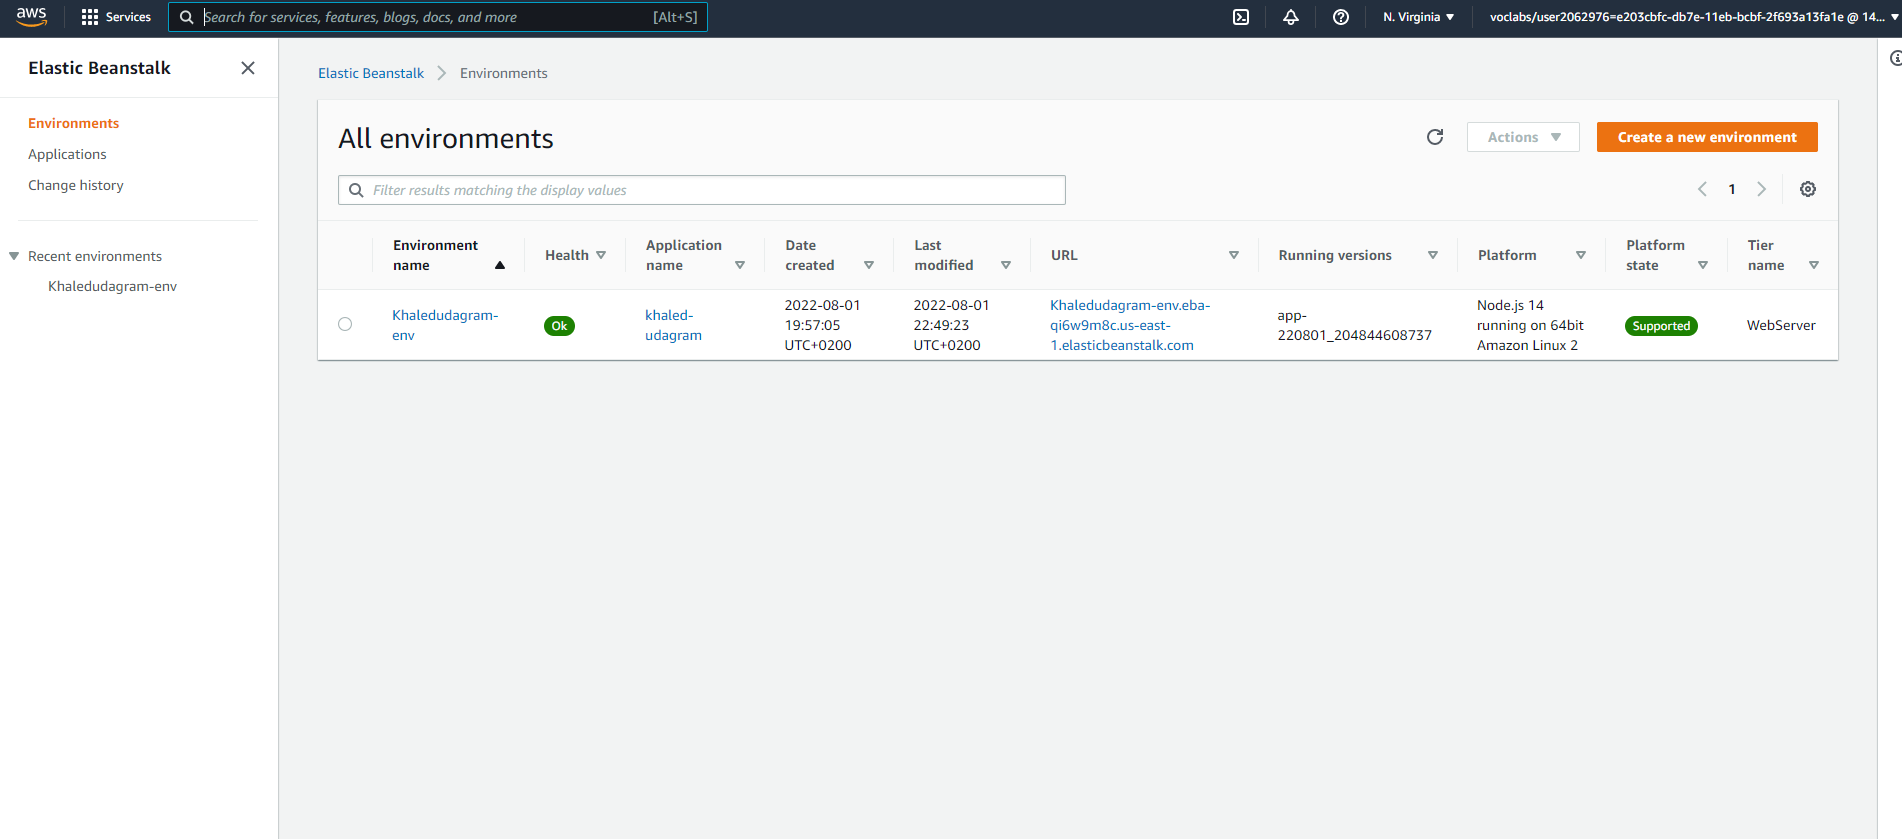 aws
Services
Search for services, features, blogs, docs, and more
[Alt+S]
N. Virginia
voclabs/user2062976=e203cbfc-db7e-11eb-bcbf-2f693a13fa1e @ 14...
Elastic Beanstalk
Environments
Applications
Change history
Recent environments
Khaledudagram-env
Elastic Beanstalk
Environments
All environments
Actions
Create a new environment
Filter results matching the display values
1
Environment
name
Health
Application
name
Date
created
Last
modified
URL
Running versions
Platform
Platform
state
Tier
name
Khaledudagram-
env
Ok
khaled-
udagram
2022-08-01
19:57:05
UTC+0200
2022-08-01
22:49:23
UTC+0200
Khaledudagram-env.eba-
qi6w9m8c.us-east-
1.elasticbeanstalk.com
app-
220801_204844608737
Node.js 14
running on 64bit
Amazon Linux 2
Supported
WebServer